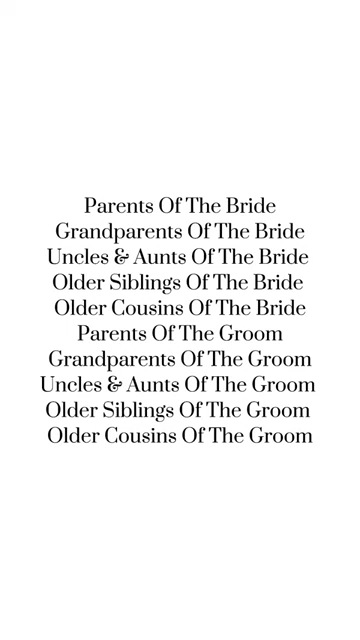 Parents Of The Bride
Grandparents Of The Bride
Uncles & Aunts Of The Bride
Older Siblings Of The Bride
Older Cousins Of The Bride
Parents Of The Groom
Grandparents Of The Groom
Uncles & Aunts Of The Groom
Older Siblings Of The Groom
Older Cousins Of The Groom